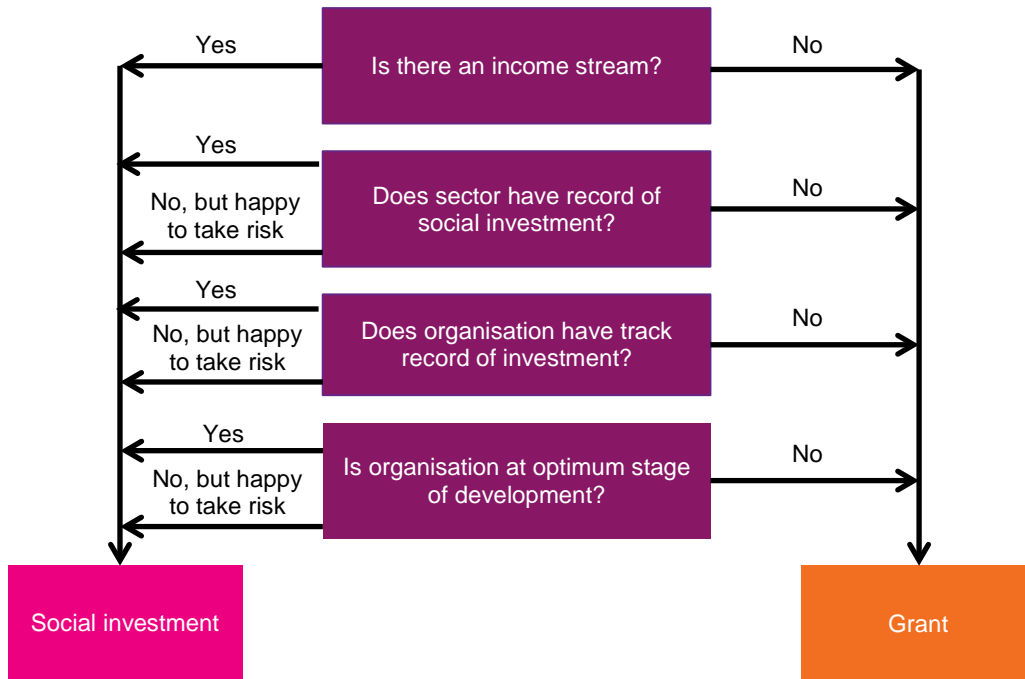 Yes
Is there an income stream?
No
Yes
No, but happy
to take risk
Does sector have record of
social investment?
No
Yes
No, but happy
to take risk
Does organisation have track
record of investment?
No
Yes
No, but happy
to take risk
Is organisation at optimum stage
of development?
No
Social investment
Grant